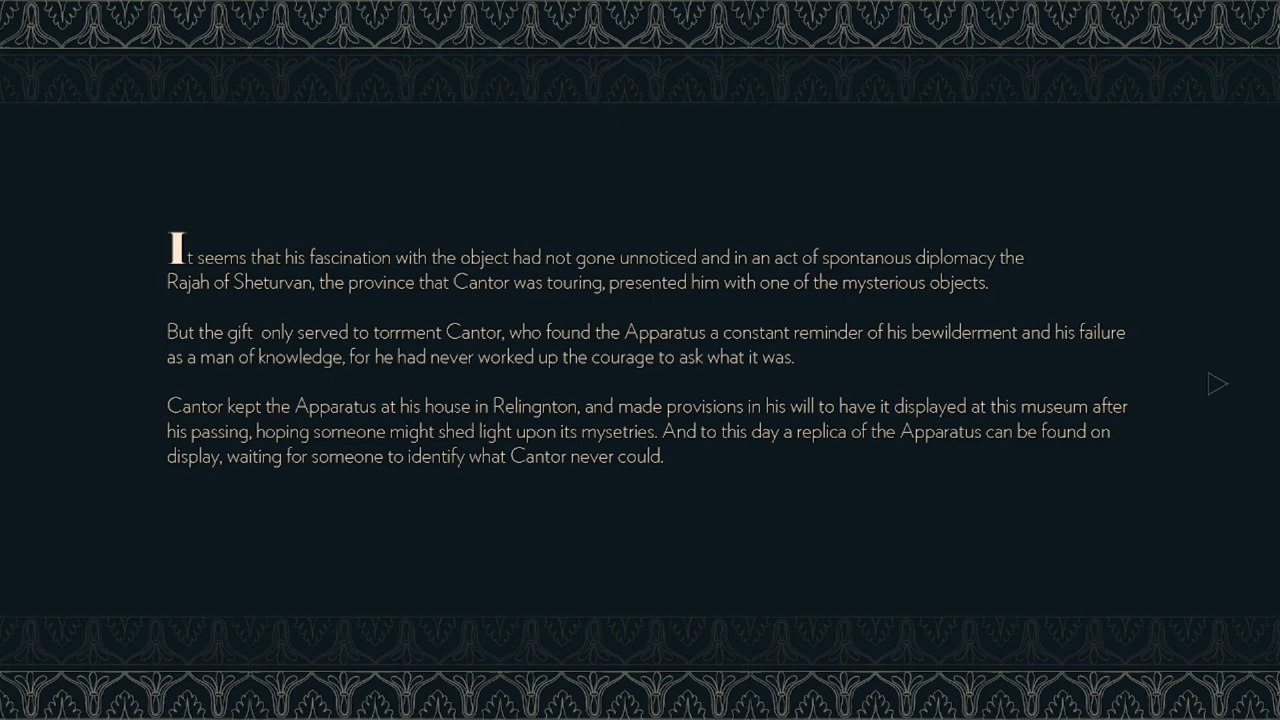 It seems that his fascination with the object had not gone unnoticed and in an act of spontanous diplomacy the
Rajah of Sheturvan, the province that Cantor was touring, presented him with one of the mysterious objects.
But the gift  only served to torrment Cantor, who found the Apparatus a constant reminder of his bewilderment and his failure
as a man of knowledge, for he had never worked up the courage to ask what it was.
Cantor kept the Apparatus at his house in Relingnton, and made provisions in his will to have it displayed at this museum after
his passing, hoping someone might shed light upon its mysetries. And to this day a replica of the Apparatus can be found on
display, waiting for someone to identify what Cantor never could.